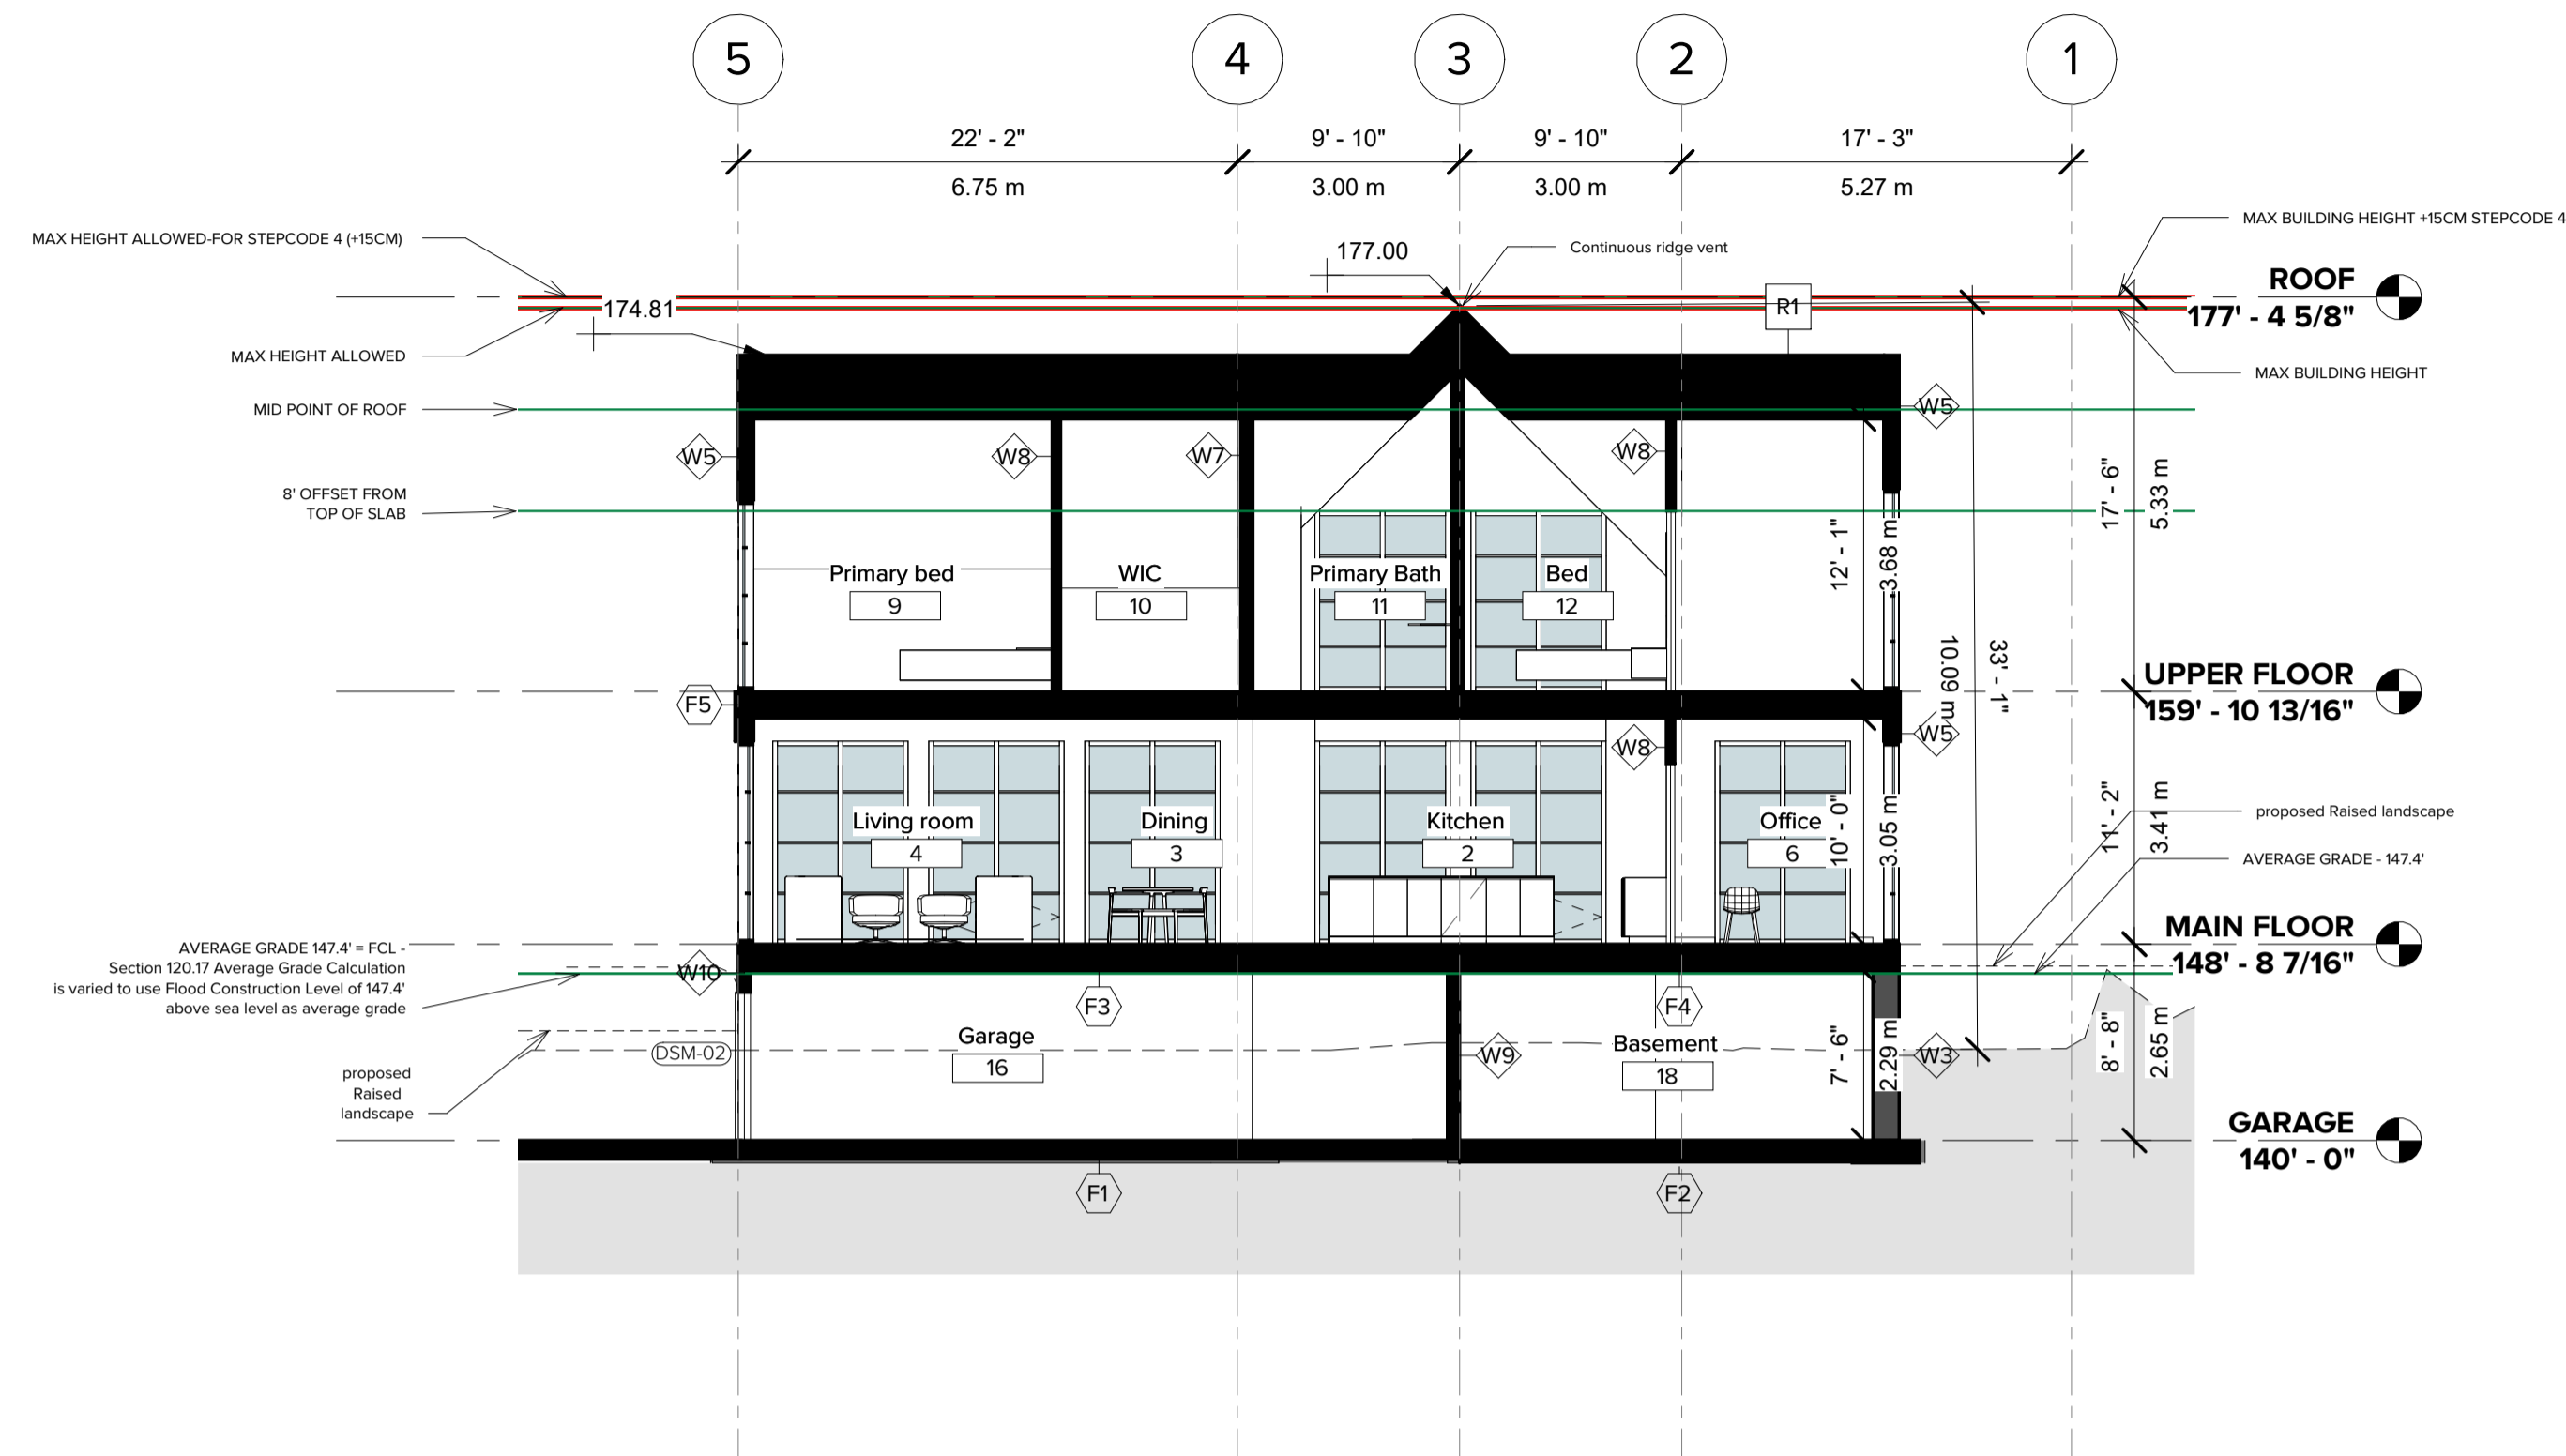 5
4
3
2
1
22' - 2"
9' - 10"
9' - 10"
17' - 3"
6.75 m
3.00 m
3.00 m
5.27 m
MAX HEIGHT ALLOWED-FOR STEPCODE 4 (+15CM)
MAX BUILDING HEIGHT +15CM STEPCODE 4
177.00
Continuous ridge vent
ROOF
177' - 4 5/8"
174.81
R1
MAX HEIGHT ALLOWED
MAX BUILDING HEIGHT
MID POINT OF ROOF
W5
W5
W8
W7
W8
8' OFFSET FROM
TOP OF SLAB
17' - 6"
5.33 m
12' - 1"
3.68 m
Primary bed
9
WIC
10
Primary Bath
11
Bed
12
10.09 m
33' - 1"
UPPER FLOOR
159' - 10 13/16"
F5
W8
W5
Living room
4
Dining
3
Kitchen
2
Office
6
10' - 0"
3.05 m
11' - 2"
3.41 m
proposed Raised landscape
AVERAGE GRADE - 147.4'
MAIN FLOOR
148' - 8 7/16"
AVERAGE GRADE 147.4' = FCL -
Section 120.17 Average Grade Calculation
is varied to use Flood Construction Level of 147.4'
above sea level as average grade
W10
F3
F4
Garage
16
DSM-02
W9
Basement
18
7' - 6"
2.29 m
W3
8' - 8"
2.65 m
proposed
Raised
landscape
GARAGE
140' - 0"
F1
F2